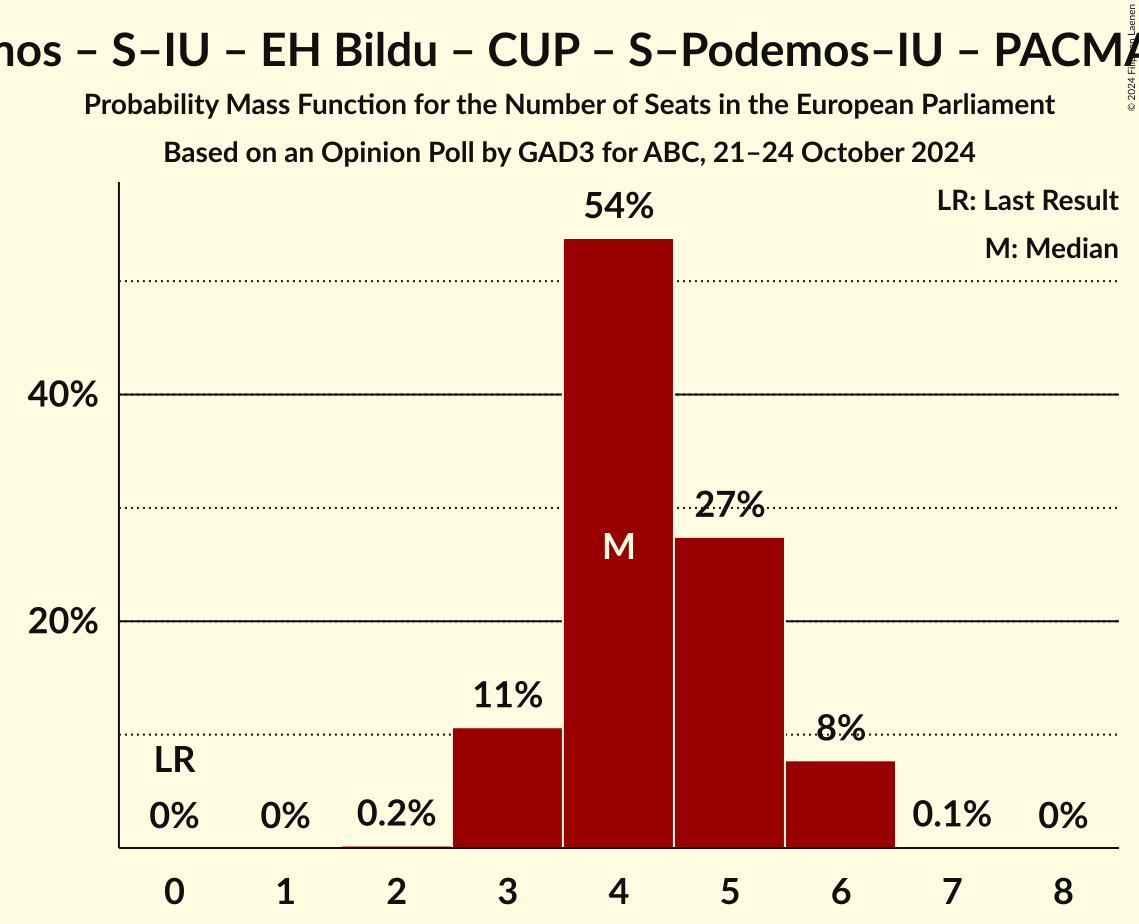 – S–IU – EH Bildu – CUP – S–Podemos–IU –
Probability Mass Function for the Number of Seats in the European Parliament
Based on an Opinion Poll by GAD3 for ABC, 21–24 October 2024
© 2024 Filip Laenen
LR: Last Result
M: Median
54%
40%
27%
M
20%
11%
8%
LR
0%
0%
0.2%
0.1%
0%
0
1
2
3
4
5
6
7
8